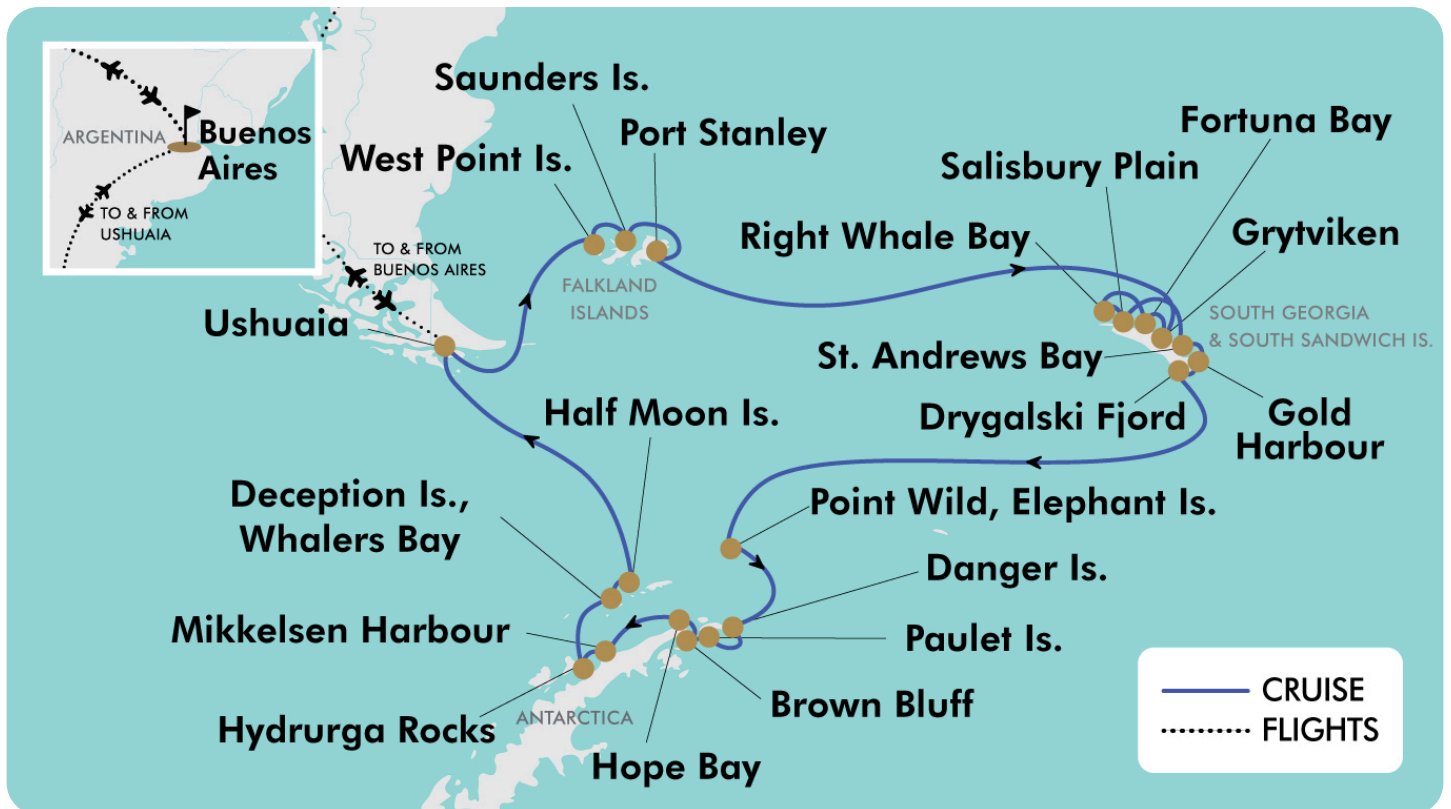 Saunders Is.
Port Stanley
West Point Is.
ARGENTINA
Buenos
Aires
TO & FROM
USHUAIA
TO & FROM
BUENOS AIRES
FALKLAND
ISLANDS
Ushuaia
Fortuna Bay
Salisbury Plain
Right Whale Bay
Grytviken
SOUTH GEORGIA
& SOUTH SANDWICH IS.
St. Andrews Bay
Drygalski Fjord
Gold
Harbour
Half Moon Is.
Deception Is.,
Whalers Bay
Point Wild, Elephant Is.
Danger Is.
Mikkelsen Harbour
Paulet Is.
Brown Bluff
Hydrurga Rocks
ANTARCTICA
Hope Bay
CRUISE
FLIGHTS